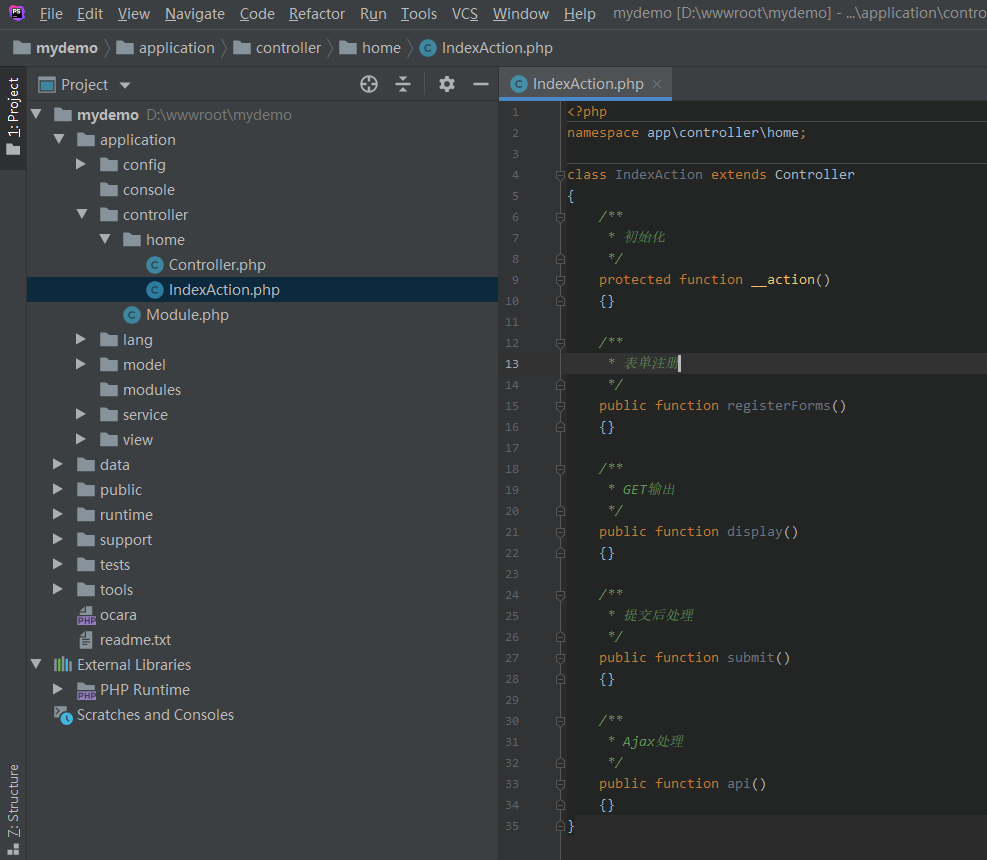 PS File Edit View Navigate Code Refactor Run Tools VCS Window Help mydemo [D:\wwwroot\mydemo] - ...\application\contro
mydemo application controller home C IndexAction.php
1: Project
Project
C IndexAction.php
mydemo D:\wwwroot\mydemo
application
config
console
controller
home
C Controller.php
C IndexAction.php
C Module.php
lang
model
modules
service
view
data
public
runtime
support
tests
tools
PHP ocara
readme.txt
External Libraries
PHP PHP Runtime
Scratches and Consoles
Z: Structure
1 <?php
2 namespace app\controller\home;
3
4 class IndexAction extends Controller
5 {
6 /**
7 * 初始化
8 */
9 protected function __action()
10 {}
11
12 /**
13 * 表单注册
14 */
15 public function registerForms()
16 {}
17
18 /**
19 * GET输出
20 */
21 public function display()
22 {}
23
24 /**
25 * 提交后处理
26 */
27 public function submit()
28 {}
29
30 /**
31 * Ajax处理
32 */
33 public function api()
34 {}
35 }